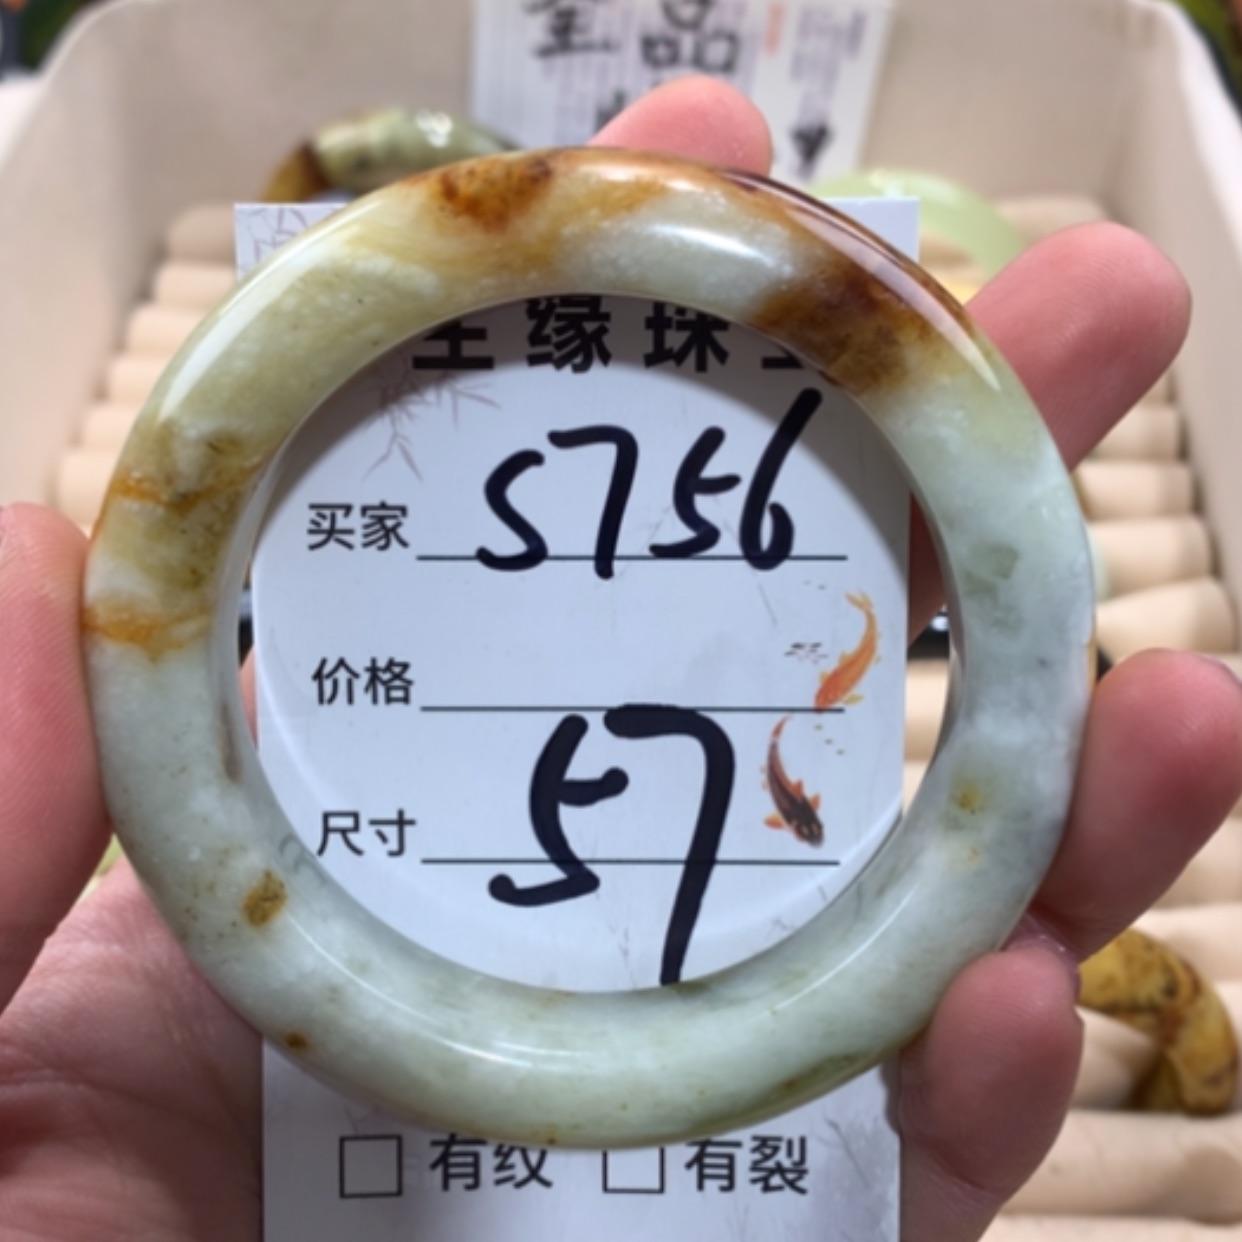 缘珠
买家 S756
价格
尺寸 57
□ 有纹 □ 有裂